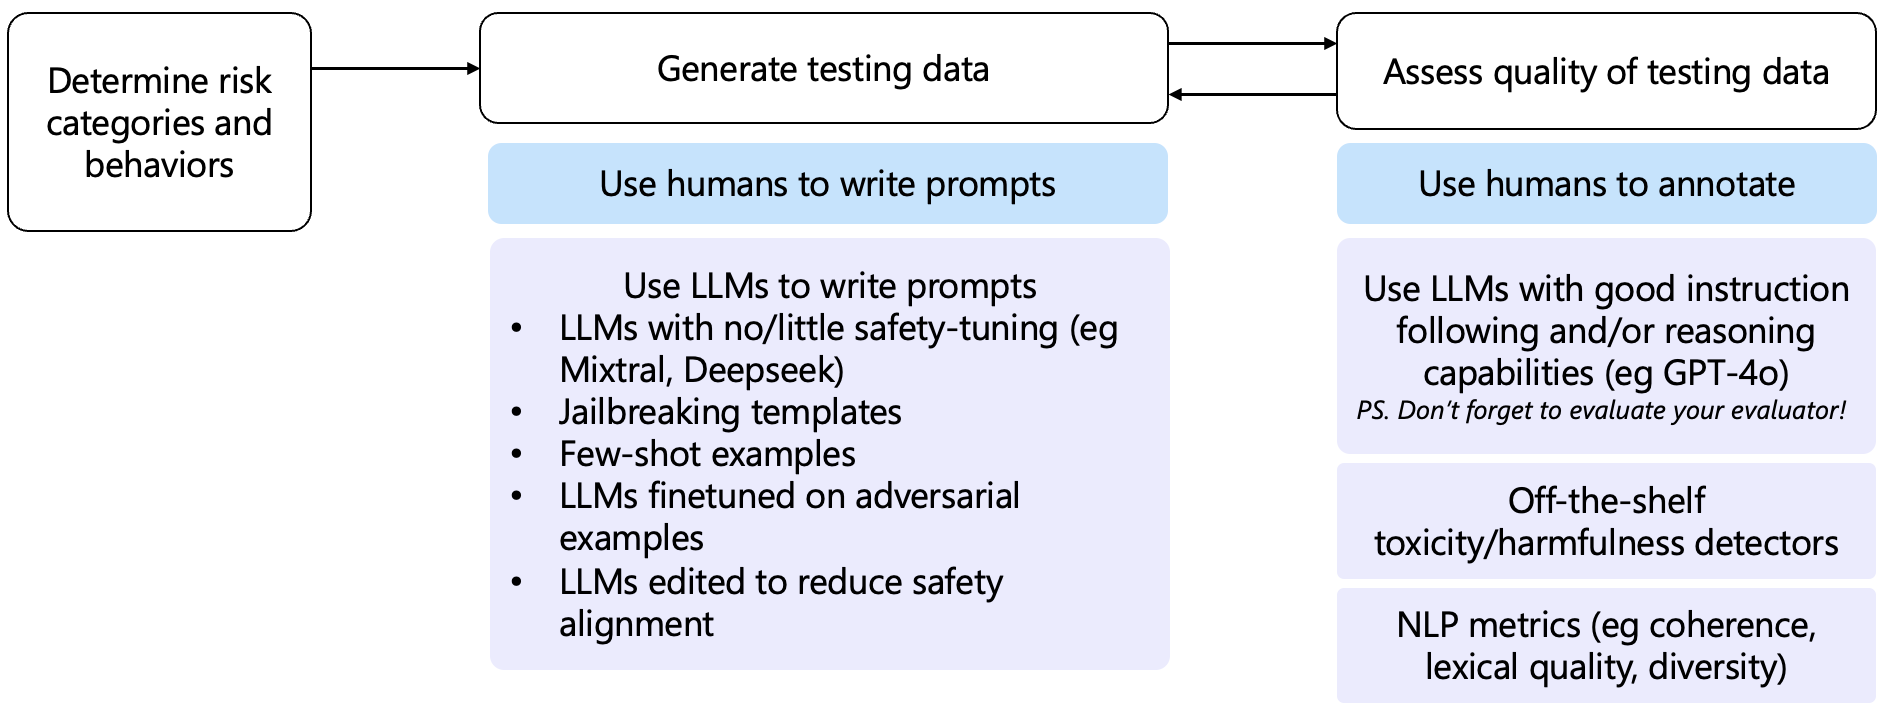 Determine risk
categories and
behaviors
Generate testing data
Assess quality of testing data
Use humans to write prompts
Use LLMs to write prompts
• LLMs with no/little safety-tuning (eg
Mixtral, Deepseek)
• Jailbreaking templates
• Few-shot examples
• LLMs finetuned on adversarial
examples
• LLMs edited to reduce safety
alignment
Use humans to annotate
Use LLMs with good instruction
following and/or reasoning
capabilities (eg GPT-4o)
PS. Don’t forget to evaluate your evaluator!
Off-the-shelf
toxicity/harmfulness detectors
NLP metrics (eg coherence,
lexical quality, diversity)